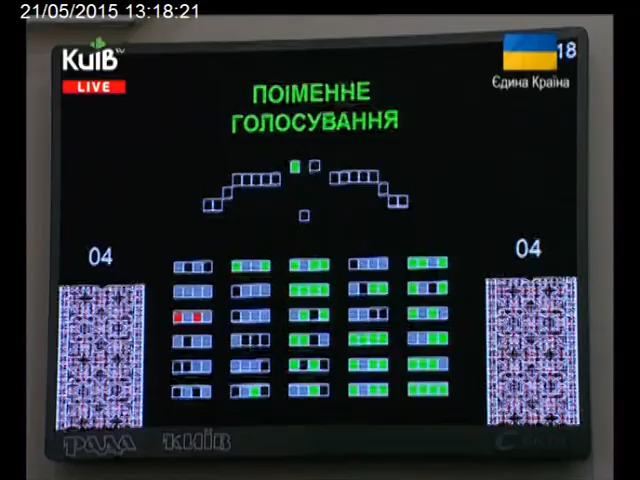 21/05/2015 13:18:21
КиїВ
LIVE
18
Єдина Країна
ПОІМЕННЕ
ГОЛОСУВАННЯ
04
04
РАДА КИЇВ